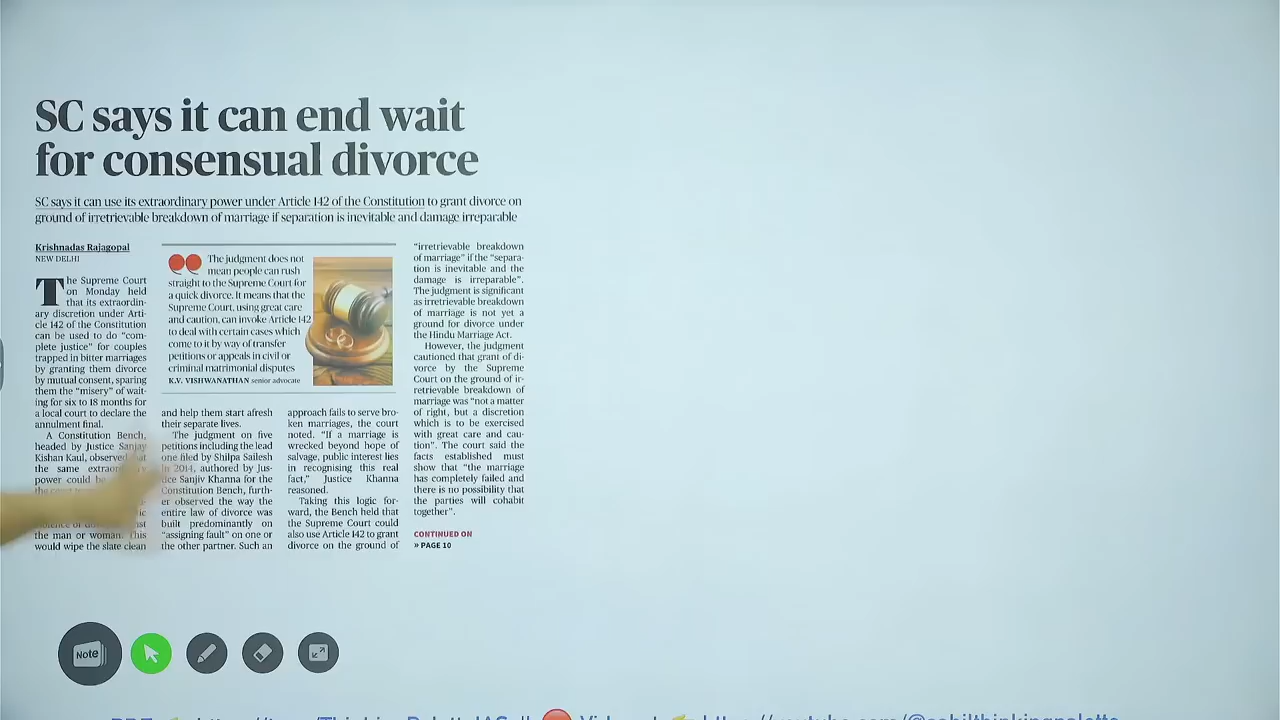 SC says it can end wait
for consensual divorce
SC says it can use its extraordinary power under Article 142 of the Constitution to grant divorce on
ground of irretrievable breakdown of marriage if separation is inevitable and damage irreparable
Krishnadas Rajagopal
NEW DELHI
The Supreme Court
on Monday held
that its extraordin-
ary discretion under Arti-
cle 142 of the Constitution
can be used to do “com-
plete justice” for couples
trapped in bitter marriages
by granting them divorce
by mutual consent, sparing
them the “misery” of wait-
ing for six to 18 months for
a local court to declare the
annulment final.
A Constitution Bench,
headed by Justice Sanjay
Kishan Kaul, observed that
the same
power could be
the man or woman. This
would wipe the slate clean
The judgment does not
mean people can rush
straight to the Supreme Court for
a quick divorce. It means that the
Supreme Court, using great care
and caution, can invoke Article 142
to deal with certain cases which
come to it by way of transfer
petitions or appeals in civil or
criminal matrimonial disputes
K.V. VISHWANATHAN senior advocate
and help them start afresh
their separate lives.
The judgment on five
petitions including the lead
one filed by Shilpa Sailesh
in 2014, authored by Jus-
tice Sanjiv Khanna for the
Constitution Bench, furth-
er observed the way the
entire law of divorce was
built predominantly on
“assigning fault” on one or
the other partner. Such an
approach fails to serve bro-
ken marriages, the court
noted. “If a marriage is
wrecked beyond hope of
salvage, public interest lies
in recognising this real
fact,” Justice Khanna
reasoned.
Taking this logic for-
ward, the Bench held that
the Supreme Court could
also use Article 142 to grant
divorce on the ground of
“irretrievable breakdown
of marriage” if the “separa-
tion is inevitable and the
damage is irreparable”.
The judgment is significant
as irretrievable breakdown
of marriage is not yet a
ground for divorce under
the Hindu Marriage Act.
However, the judgment
cautioned that grant of di-
vorce by the Supreme
Court on the ground of ir-
retrievable breakdown of
marriage was “not a matter
of right, but a discretion
which is to be exercised
with great care and cau-
tion”. The court said the
facts established must
show that “the marriage
has completely failed and
there is no possibility that
the parties will cohabit
together”.
CONTINUED ON
» PAGE 10
Note